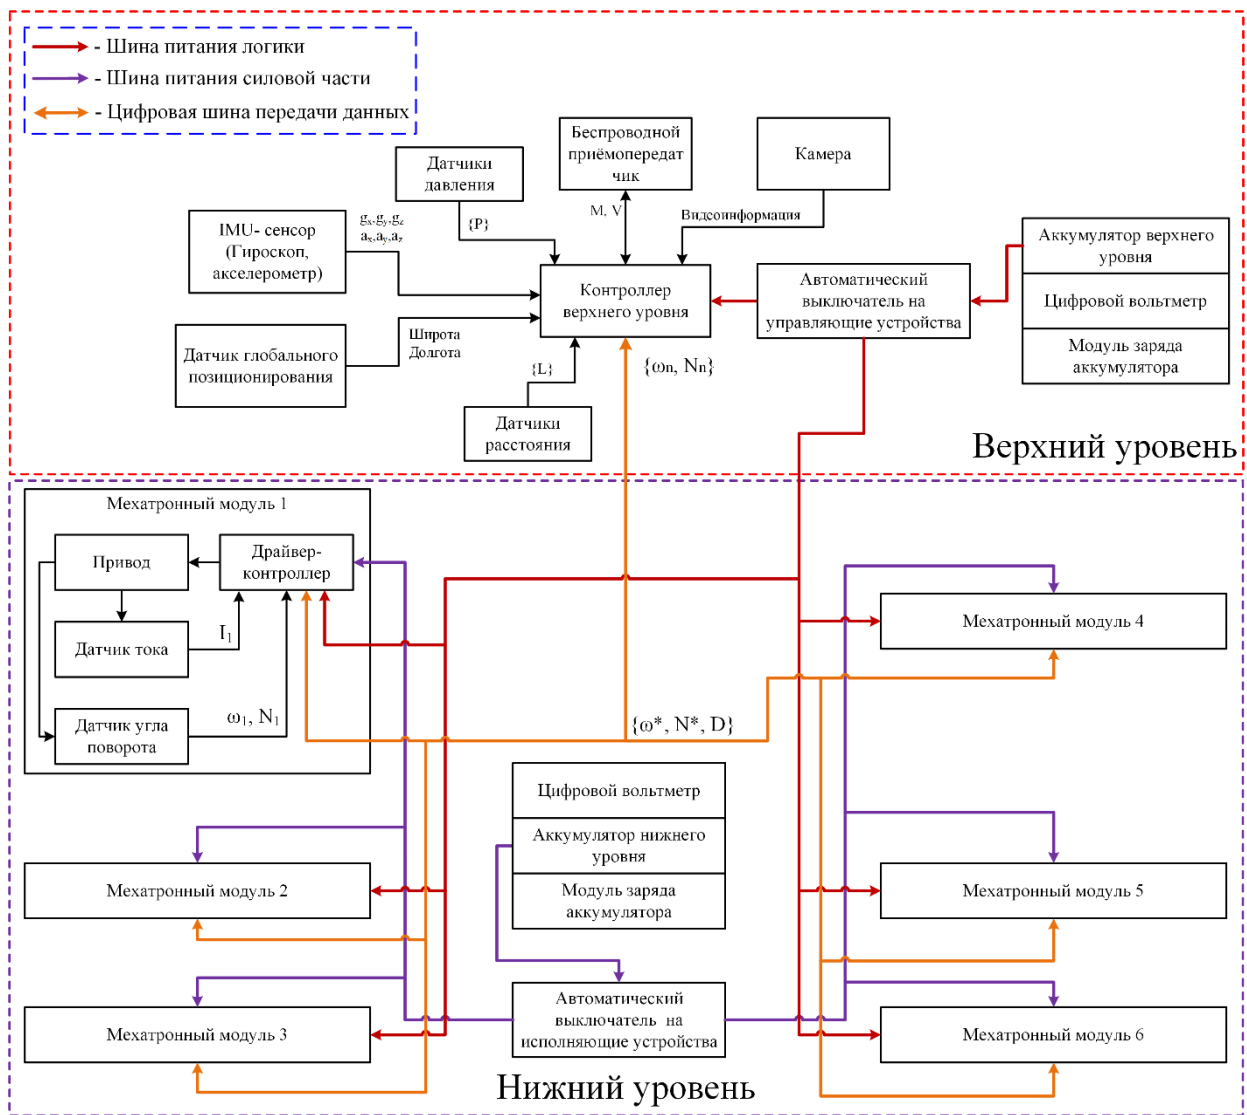 - Шина питания логики
- Шина питания силовой части
- Цифровая шина передачи данных
Датчики
давления
{P}
Беспроводной
приёмопередат
чик
M, V
Камера
Видеоинформация
IMU- сенсор
(Гироскоп,
акселерометр)
gₓ,gᵧ,g_z
aₓ,aᵧ,a_z
Датчик глобального
позиционирования
Широта
Долгота
Контроллер
верхнего уровня
{L}
Датчики
расстояния
{ωn, Nn}
Автоматический
выключатель на
управляющие устройства
Аккумулятор верхнего
уровня
Цифровой вольтметр
Модуль заряда
аккумулятора
Верхний уровень
Мехатронный модуль 1
Привод
Драйвер-
контроллер
Датчик тока
I₁
Датчик угла
поворота
ω₁, N₁
{ω*, N*, D}
Мехатронный модуль 4
Цифровой вольтметр
Аккумулятор нижнего
уровня
Модуль заряда
аккумулятора
Мехатронный модуль 2
Мехатронный модуль 5
Мехатронный модуль 3
Автоматический
выключатель на
исполняющие устройства
Мехатронный модуль 6
Нижний уровень